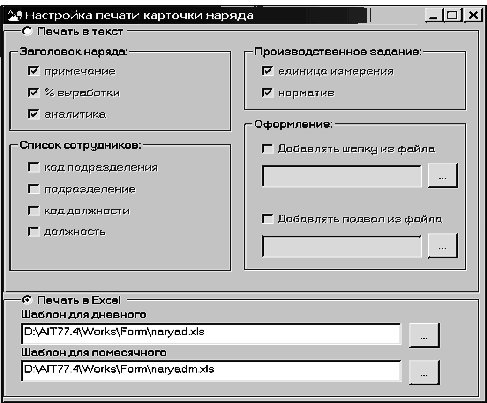 Настройка печати карточки наряда
Печать в текст
Заголовок наряда:
примечание
% выработки
аналитика
Производственное задание:
единица измерения
норматив
Список сотрудников:
код подразделения
подразделение
код должности
должность
Оформление:
Добавлять шапку из файла
...
Добавлять подвал из файла
...
Печать в Excel
Шаблон для дневного
D:\AIT77.4\Works\Form\naryad.xls
...
Шаблон для помесячного
D:\AIT77.4\Works\Form\naryadm.xls
...